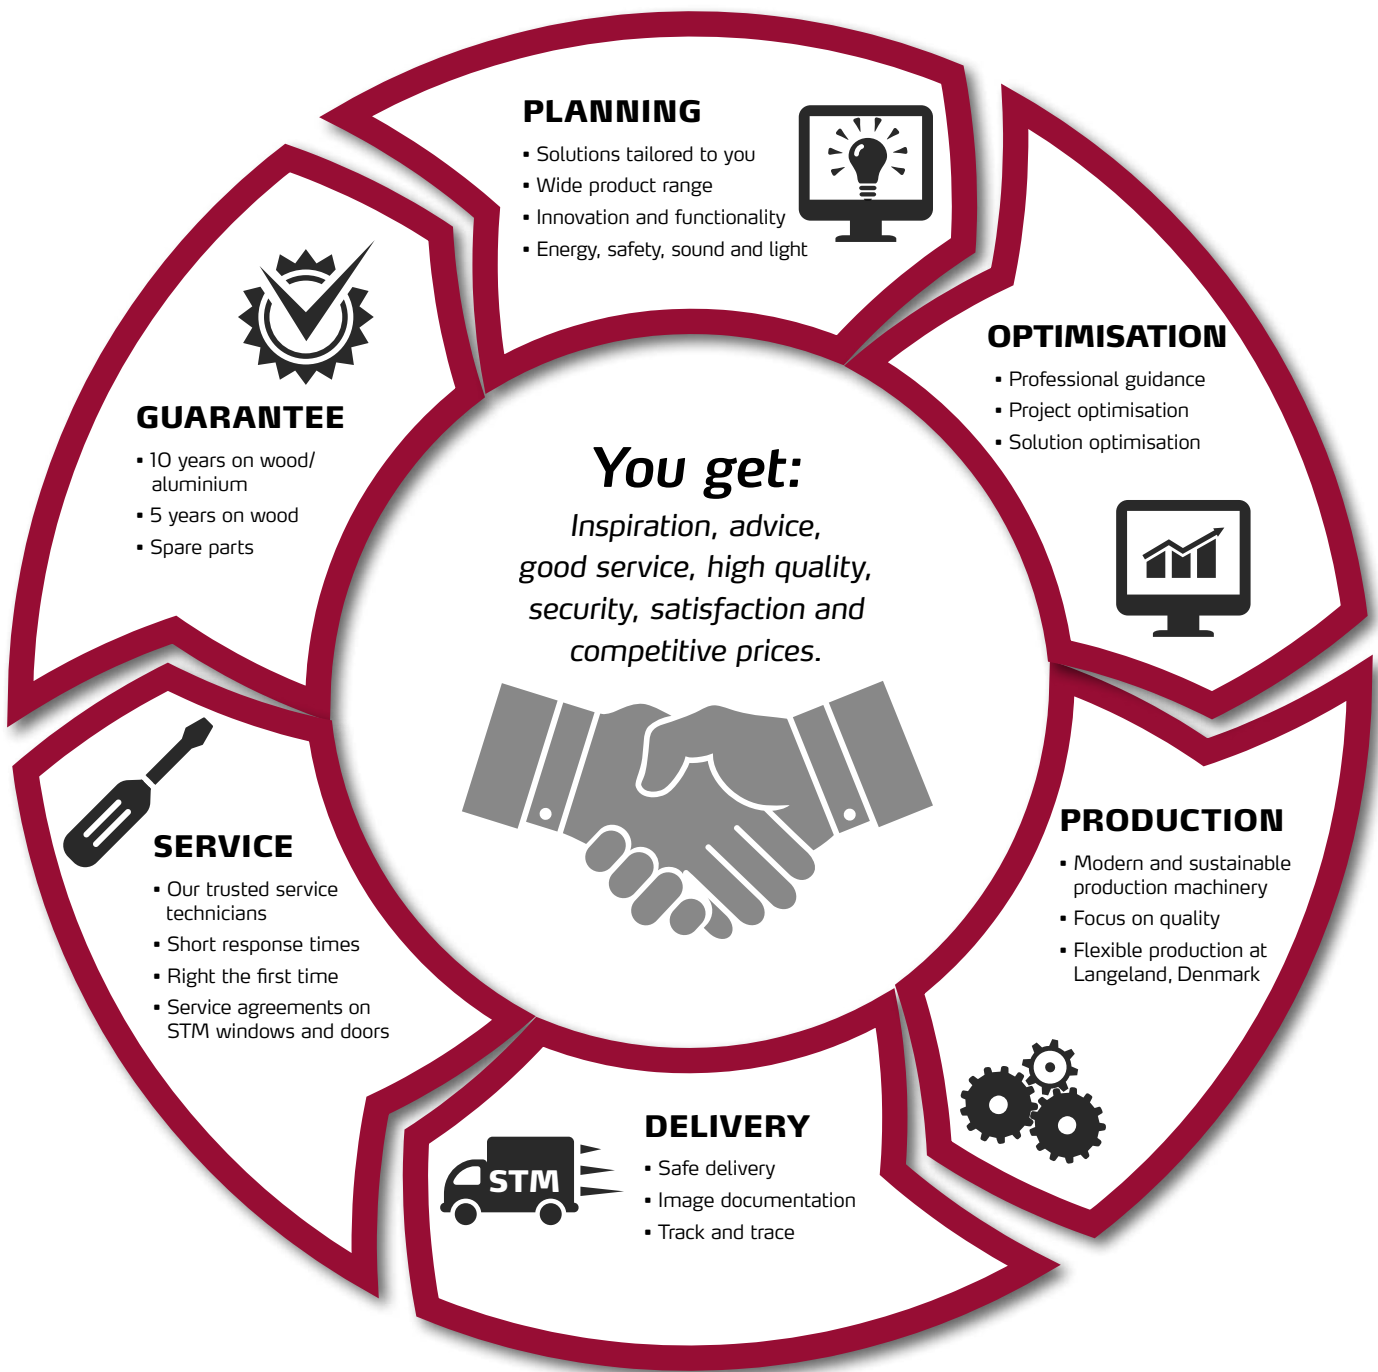 PLANNING
▪ Solutions tailored to you
▪ Wide product range
▪ Innovation and functionality
▪ Energy, safety, sound and light
OPTIMISATION
▪ Professional guidance
▪ Project optimisation
▪ Solution optimisation
PRODUCTION
▪ Modern and sustainable
production machinery
▪ Focus on quality
▪ Flexible production at
Langeland, Denmark
DELIVERY
▪ Safe delivery
▪ Image documentation
▪ Track and trace
STM
SERVICE
▪ Our trusted service
technicians
▪ Short response times
▪ Right the first time
▪ Service agreements on
STM windows and doors
GUARANTEE
▪ 10 years on wood/
aluminium
▪ 5 years on wood
▪ Spare parts
You get:
Inspiration, advice,
good service, high quality,
security, satisfaction and
competitive prices.